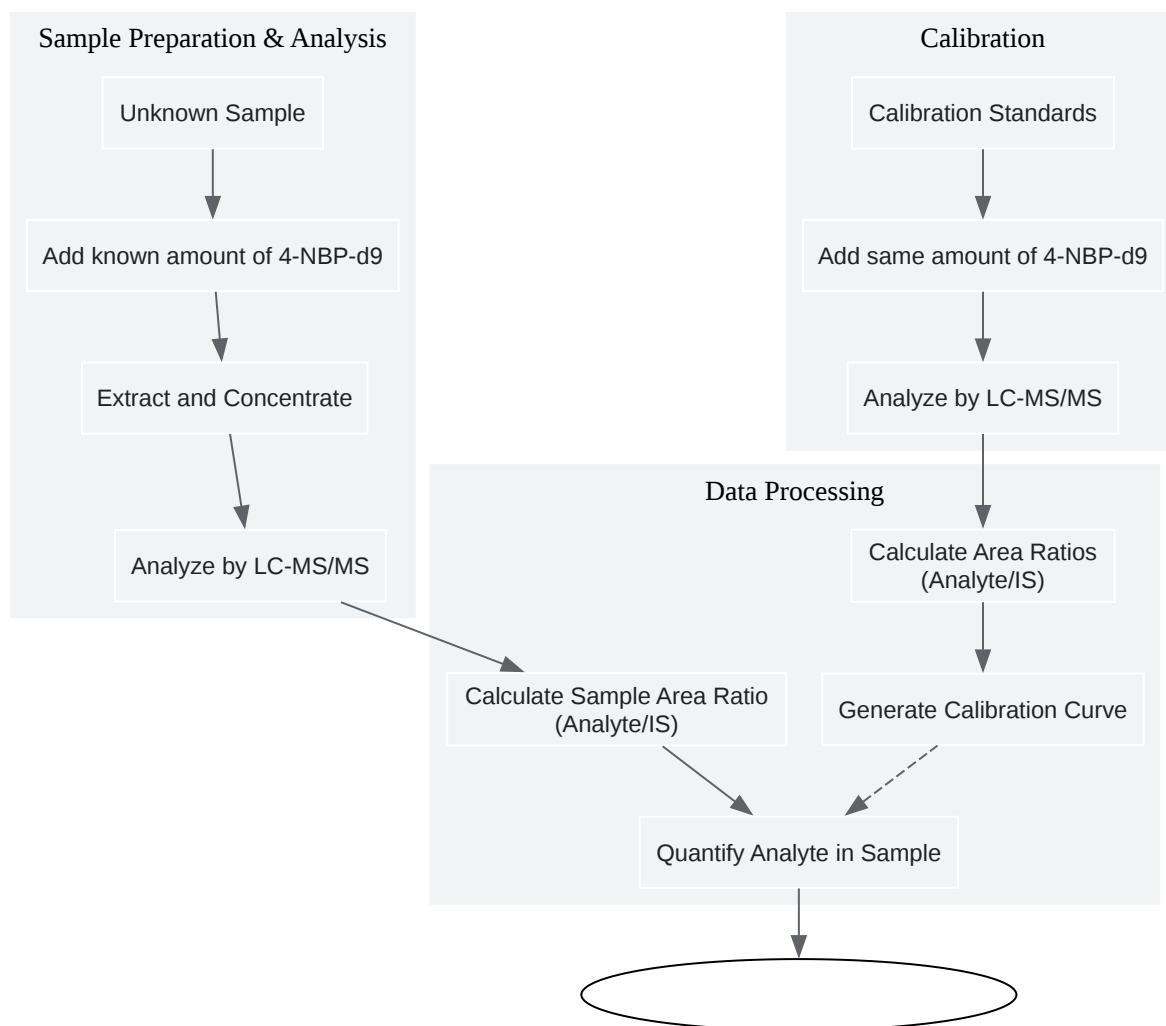 Sample Preparation & Analysis
Unknown Sample
Add known amount of 4-NBP-d9
Extract and Concentrate
Analyze by LC-MS/MS
Calibration
Calibration Standards
Add same amount of 4-NBP-d9
Analyze by LC-MS/MS
Data Processing
Calculate Area Ratios
(Analyte/IS)
Calculate Sample Area Ratio
(Analyte/IS)
Generate Calibration Curve
Quantify Analyte in Sample